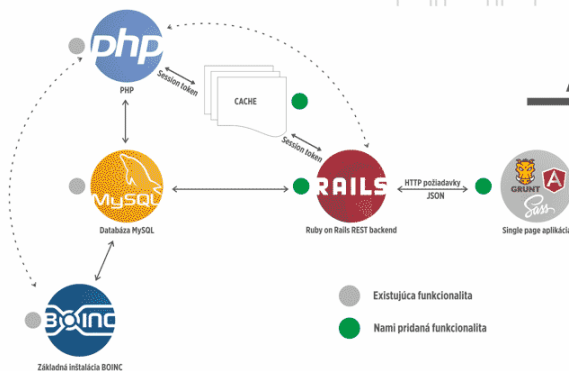 php
PHP
Session token
CACHE
Session token
MySQL
Databáza MySQL
RAILS
Ruby on Rails REST backend
HTTP požiadavky
JSON
GRUNT
A
Sass
Single page aplikácia
BOINC
Základná inštalácia BOINC
Existujúca funkcionalita
Nami pridaná funkcionalita